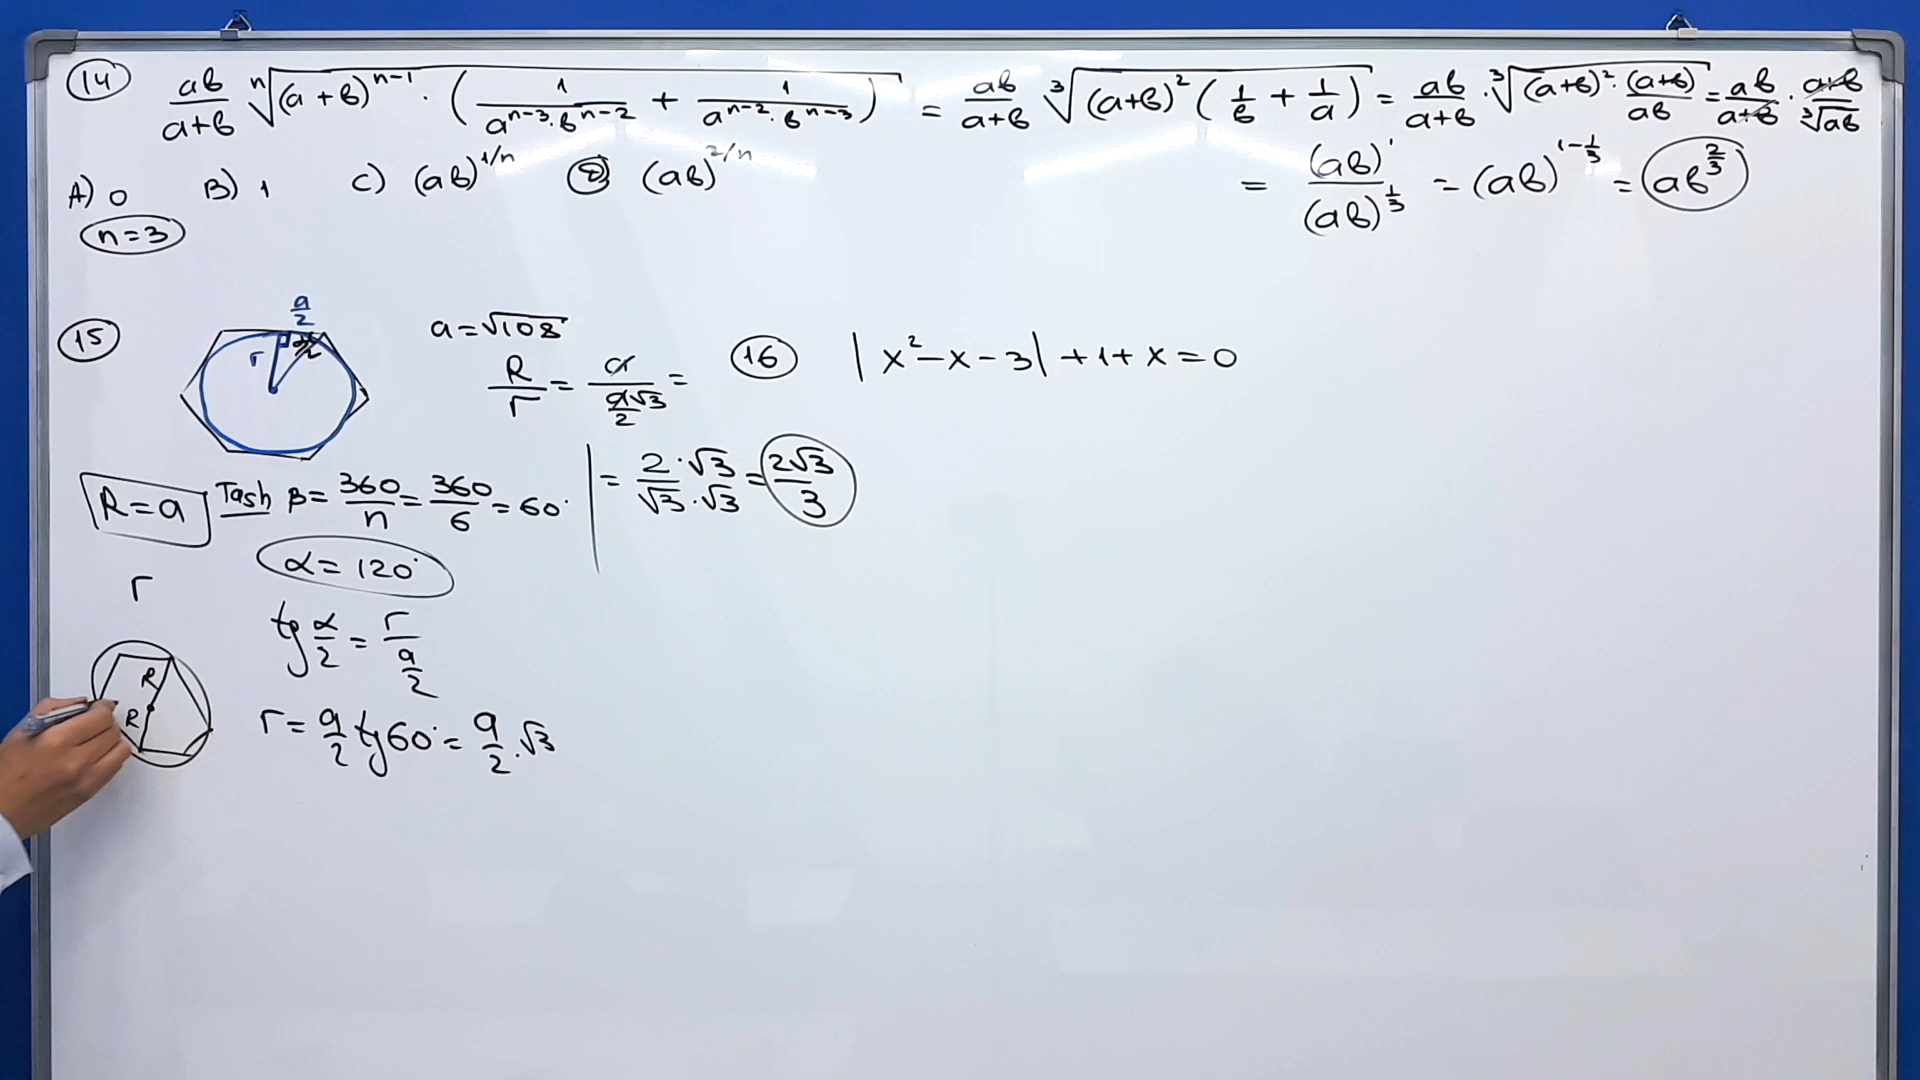 14 ab/(a+b) ⁿ√((a+b)ⁿ⁻¹ · (1/(aⁿ⁻³·bⁿ⁻²) + 1/(aⁿ⁻²·bⁿ⁻³))) = ab/(a+b) ³√((a+b)²(1/b + 1/a)) = ab/(a+b) · ³√((a+b)²·(a+b)/ab) = ab/(a+b) · (a+b)/³√ab
= (ab)¹/(ab)^(1/3) = (ab)^(1-1/3) = ab^(2/3)
A) 0 B) 1 C) (ab)^(1/n) D) (ab)^(2/n)
n=3
15
a/2
r
a=√108
R/r = a/(a√3/2) =
= 2·√3/(√3·√3) = 2√3/3
R=a
Tash β=360/n=360/6=60°
α=120°
r
tg α/2 = r/(a/2)
R
R
r = a/2 tg60° = a/2 · √3
16 |x²-x-3|+1+x=0